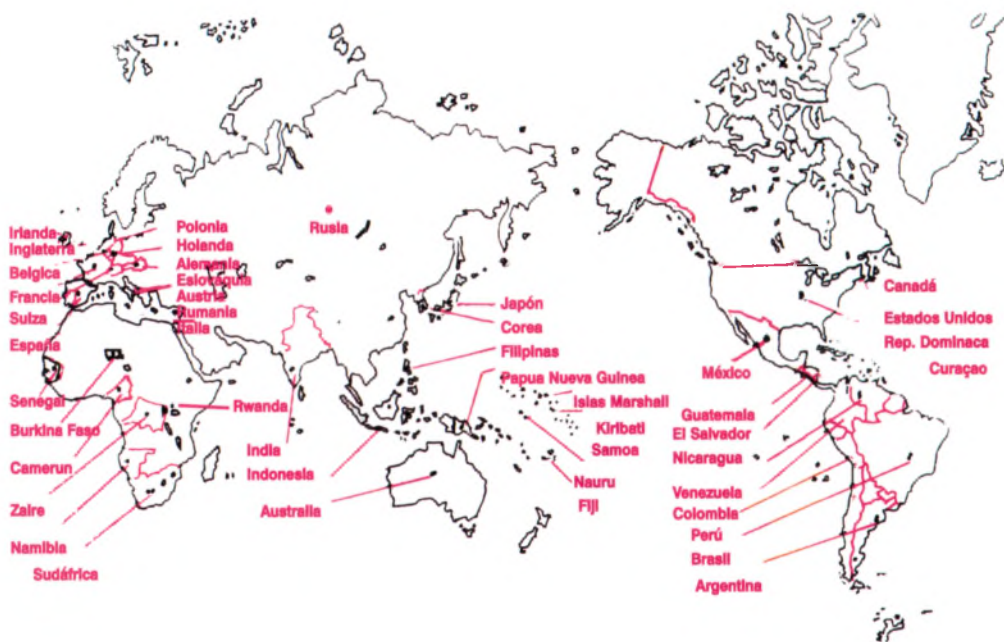 Irlanda
Inglaterra
Belgica
Francia
Suiza
España
Polonia
Holanda
Alemania
Eslovaquia
Austria
Rumania
Italia
Rusia
Senegal
Burkina Faso
Camerun
Zaire
Namibia
Sudáfrica
Rwanda
India
Indonesia
Australia
Japón
Corea
Filipinas
Papua Nueva Guinea
Islas Marshall
Kiribati
Samoa
Nauru
Fiji
Canadá
Estados Unidos
Rep. Dominaca
Curaçao
México
Guatemala
El Salvador
Nicaragua
Venezuela
Colombia
Perú
Brasil
Argentina